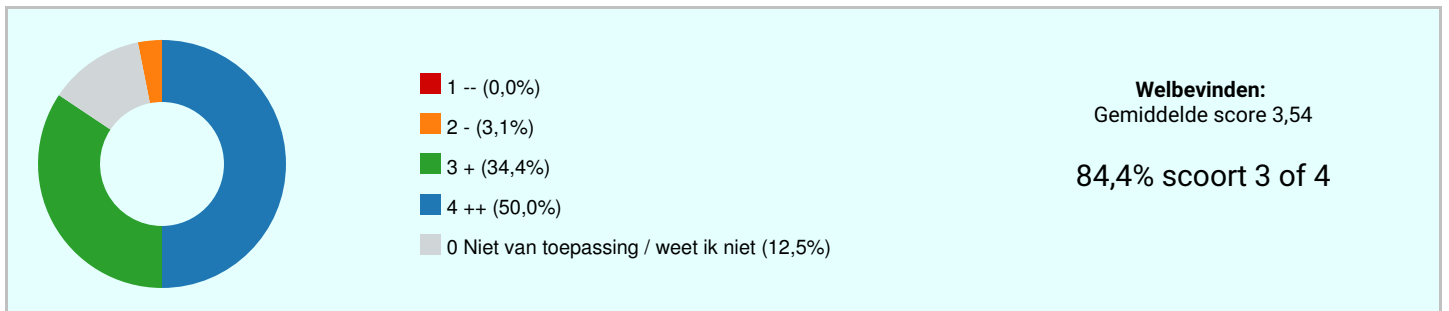 1 -- (0,0%)
2 - (3,1%)
3 + (34,4%)
4 ++ (50,0%)
0 Niet van toepassing / weet ik niet (12,5%)
Welbevinden:
Gemiddelde score 3,54
84,4% scoort 3 of 4